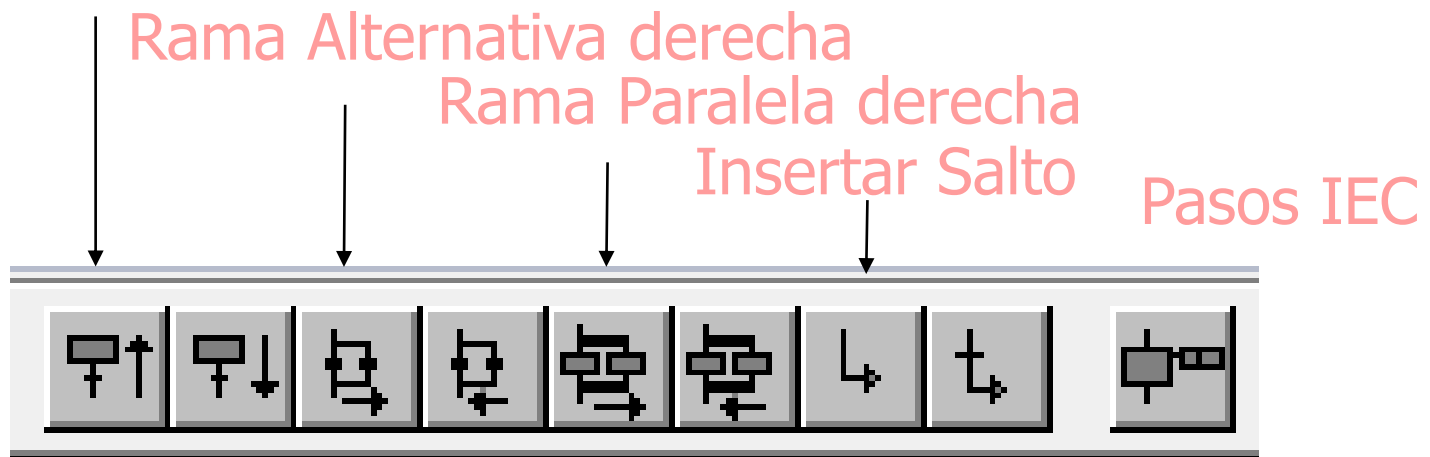 Rama Alternativa derecha
Rama Paralela derecha
Insertar Salto
Pasos IEC